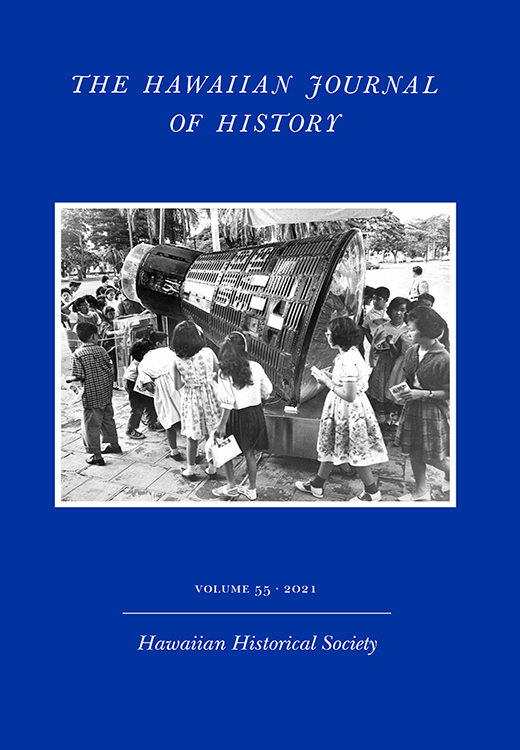 THE HAWAIIAN JOURNAL
OF HISTORY
VOLUME 55 · 2021
Hawaiian Historical Society